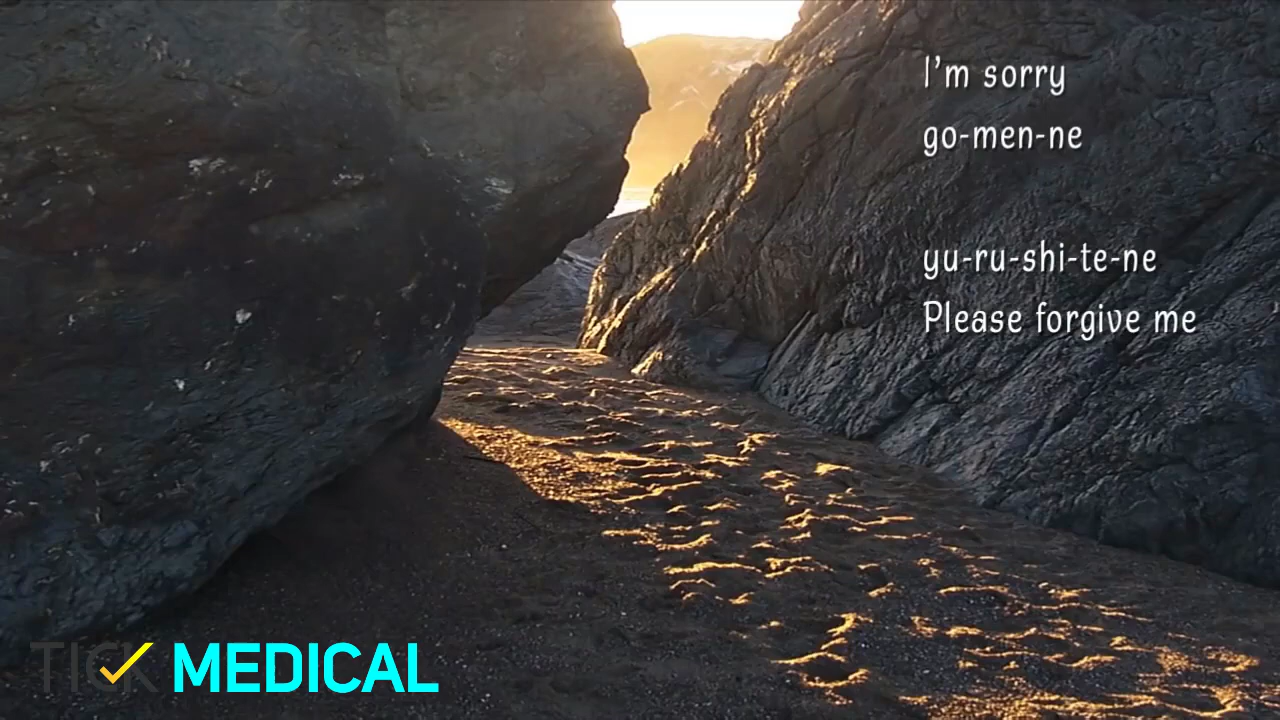 I'm sorry
go-men-ne
yu-ru-shi-te-ne
Please forgive me
TICK MEDICAL